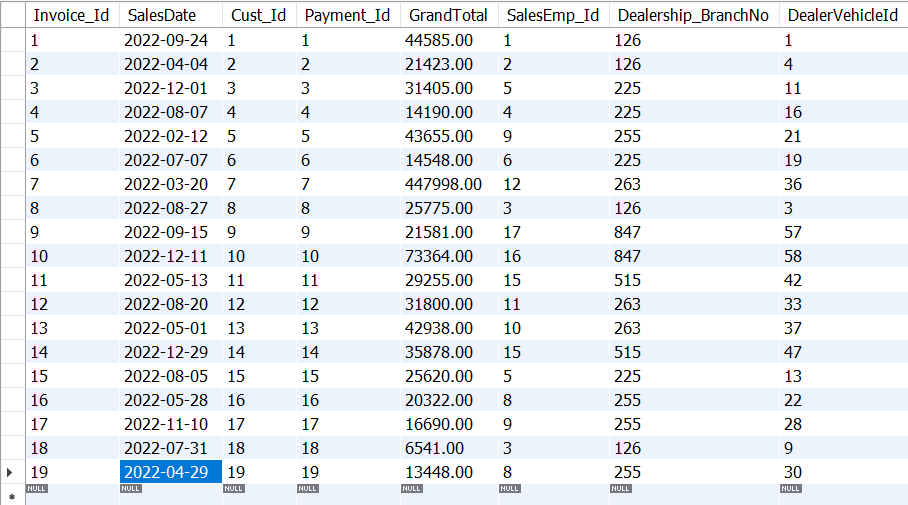 Invoice_Id SalesDate Cust_Id Payment_Id GrandTotal SalesEmp_Id Dealership_BranchNo DealerVehicleId
1 2022-09-24 1 1 44585.00 1 126 1
2 2022-04-04 2 2 21423.00 2 126 4
3 2022-12-01 3 3 31405.00 5 225 11
4 2022-08-07 4 4 14190.00 4 225 16
5 2022-02-12 5 5 43655.00 9 255 21
6 2022-07-07 6 6 14548.00 6 225 19
7 2022-03-20 7 7 447998.00 12 263 36
8 2022-08-27 8 8 25775.00 3 126 3
9 2022-09-15 9 9 21581.00 17 847 57
10 2022-12-11 10 10 73364.00 16 847 58
11 2022-05-13 11 11 29255.00 15 515 42
12 2022-08-20 12 12 31800.00 11 263 33
13 2022-05-01 13 13 42938.00 10 263 37
14 2022-12-29 14 14 35878.00 15 515 47
15 2022-08-05 15 15 25620.00 5 225 13
16 2022-05-28 16 16 20322.00 8 255 22
17 2022-11-10 17 17 16690.00 9 255 28
18 2022-07-31 18 18 6541.00 3 126 9
19 2022-04-29 19 19 13448.00 8 255 30
NULL NULL NULL NULL NULL NULL NULL NULL